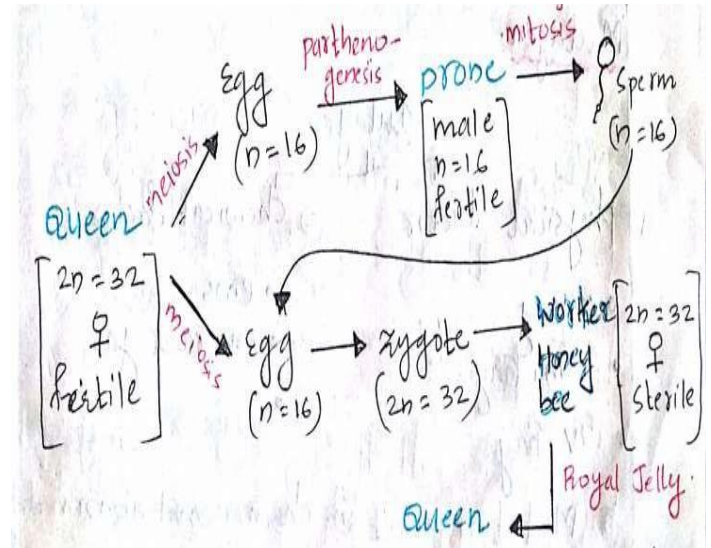 Egg
(n=16)
partheno-
genesis
Drone
[male
n=16
fertile]
mitosis
Sperm
(n=16)
meiosis
Queen
[2n=32
♀
fertile]
meiosis
Egg
(n=16)
zygote
(2n=32)
Worker
Honey
bee
[2n=32
♀
Sterile]
Royal Jelly.
Queen